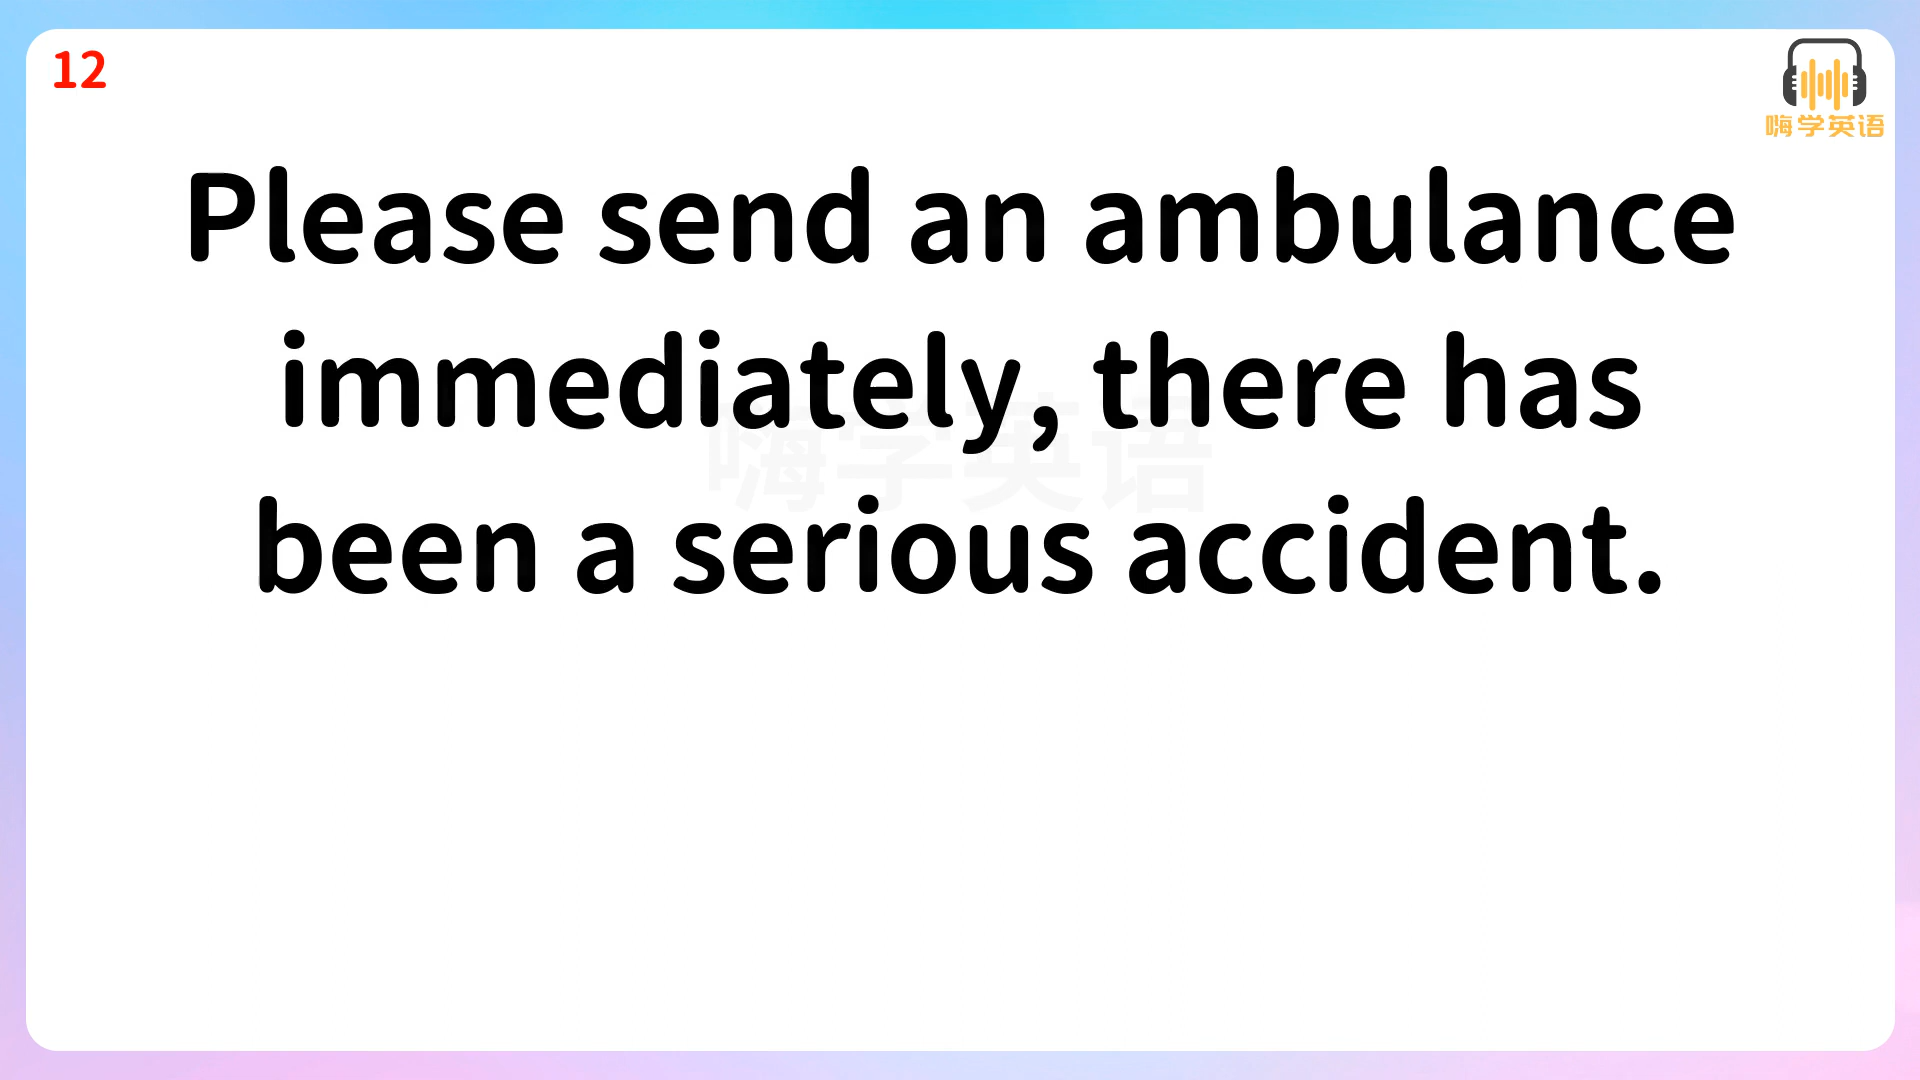 12
嗨学英语
Please send an ambulance
immediately, there has
嗨学英语
been a serious accident.